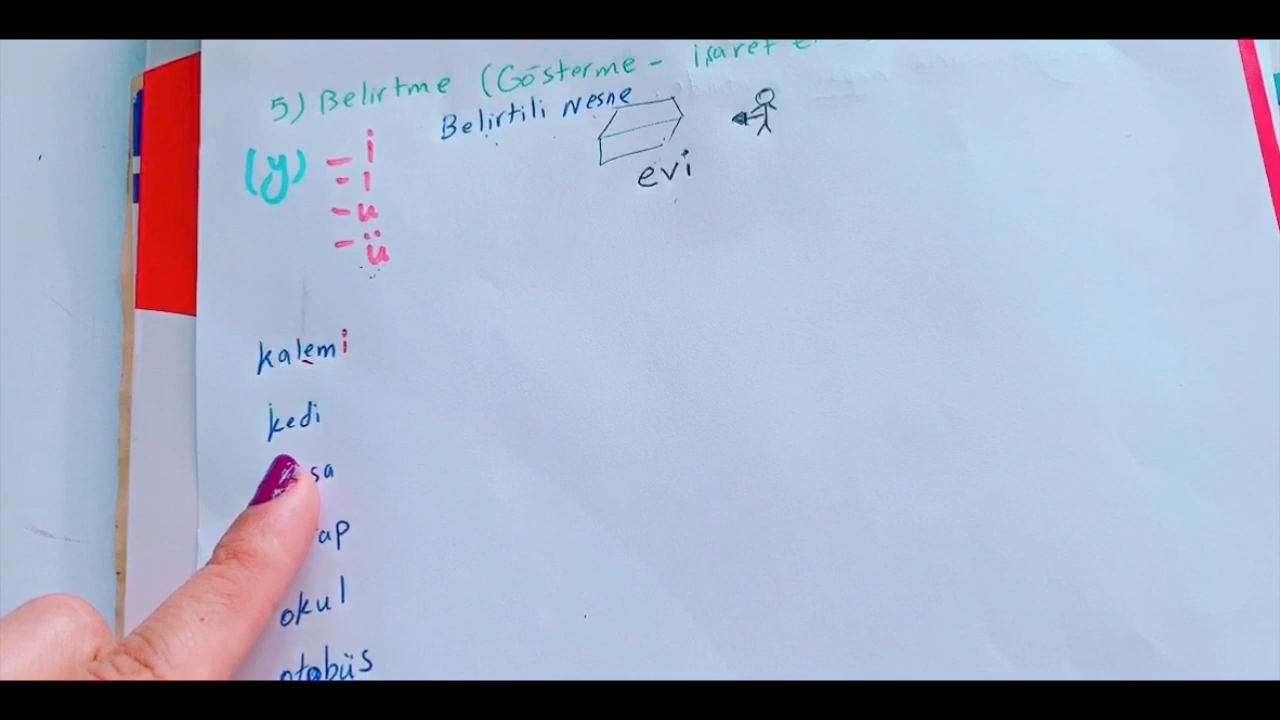 5) Belirtme (Gösterme - işaret
Belirtili Nesne
(y) - i
- ı
- u
- ü
evi
kalemi
kedi
okul
otobüs